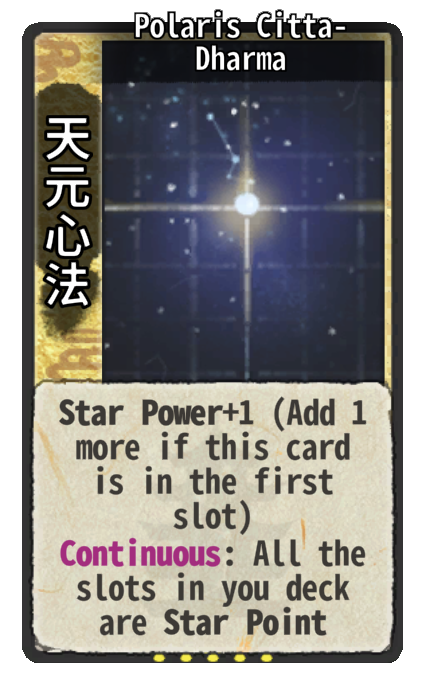 Polaris Citta-
Dharma
天元心法
Star Power+1 (Add 1
more if this card
is in the first
slot)
Continuous: All the
slots in you deck
are Star Point